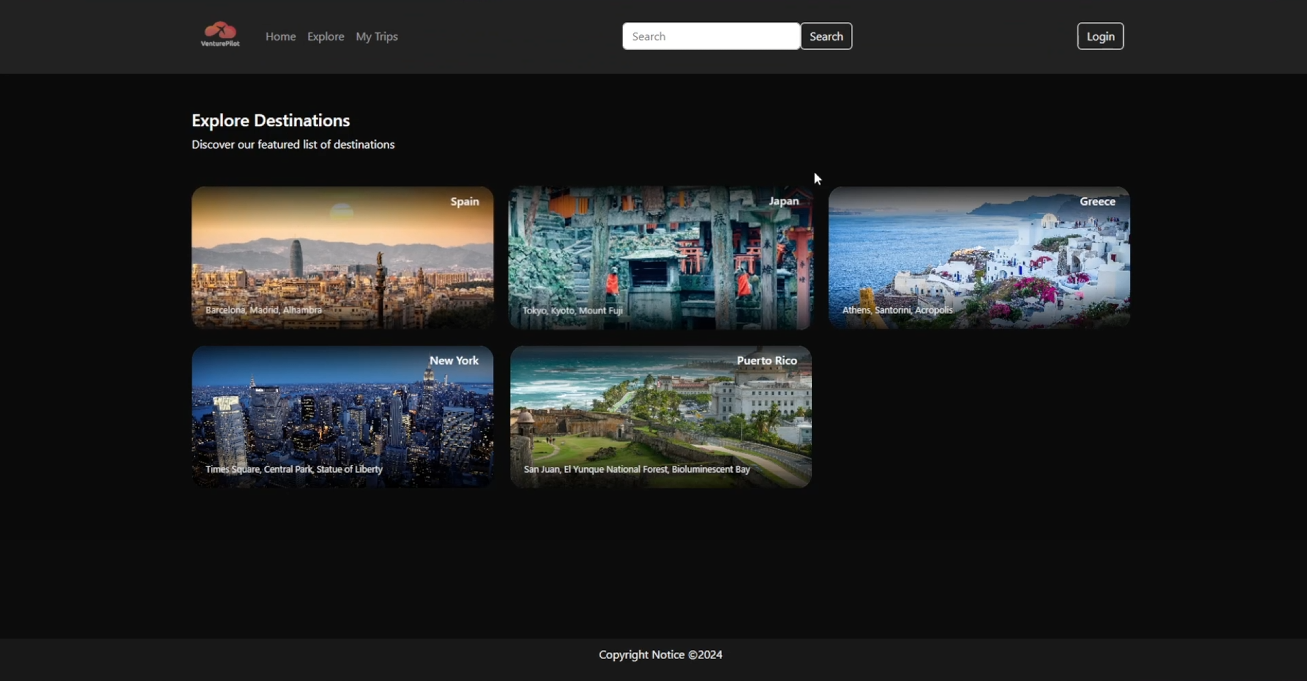 VenturePilot
Home Explore My Trips
Search Search
Login
Explore Destinations
Discover our featured list of destinations
Spain
Barcelona, Madrid, Alhambra
Japan
Tokyo, Kyoto, Mount Fuji
Greece
Athens, Santorini, Acropolis
New York
Times Square, Central Park, Statue of Liberty
Puerto Rico
San Juan, El Yunque National Forest, Bioluminescent Bay
Copyright Notice ©2024